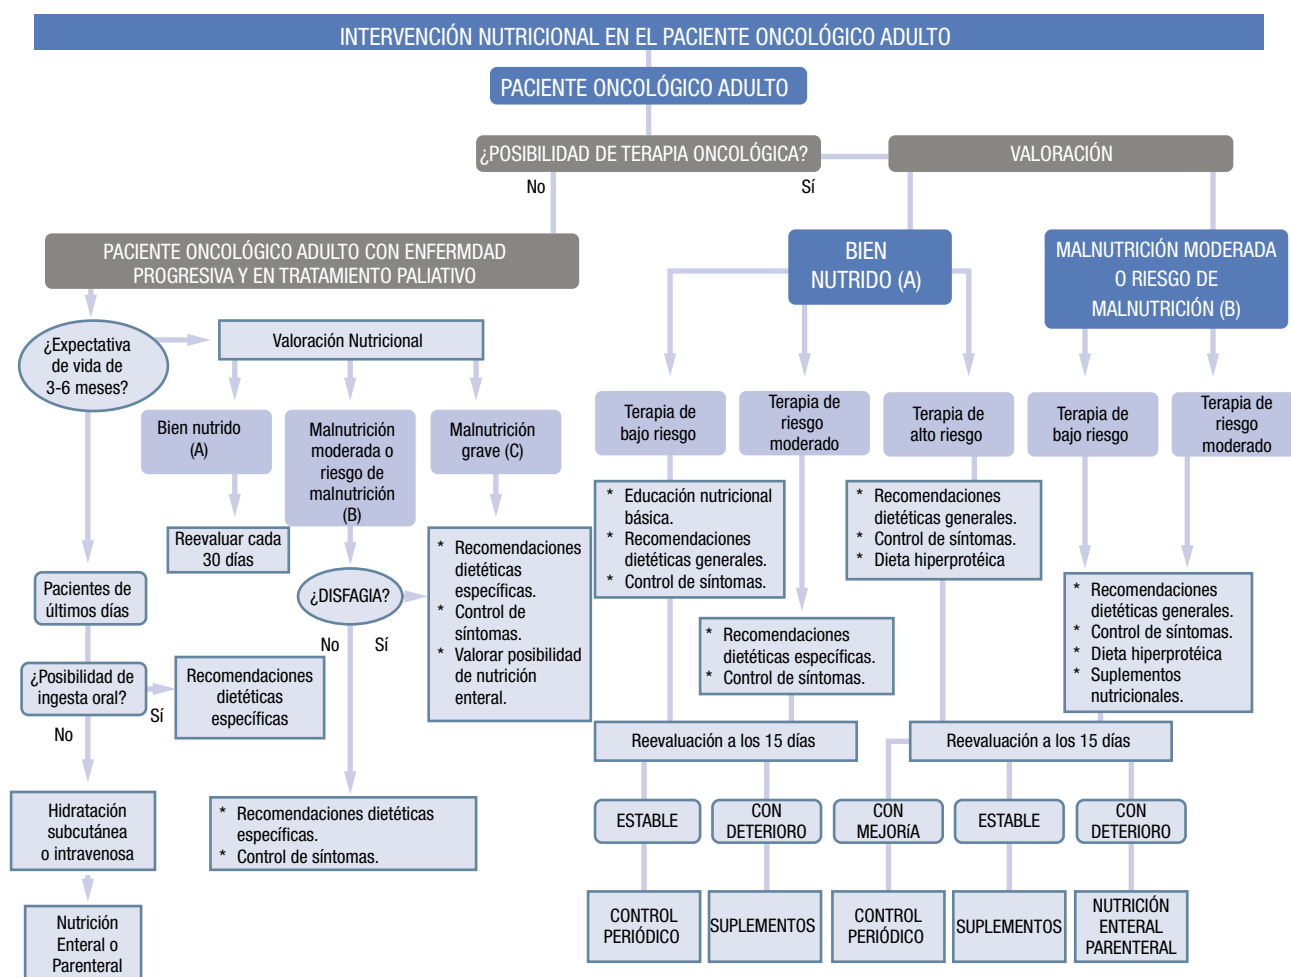 INTERVENCIÓN NUTRICIONAL EN EL PACIENTE ONCOLÓGICO ADULTO
PACIENTE ONCOLÓGICO ADULTO
¿POSIBILIDAD DE TERAPIA ONCOLÓGICA?
VALORACIÓN
No
Sí
PACIENTE ONCOLÓGICO ADULTO CON ENFERMDAD
PROGRESIVA Y EN TRATAMIENTO PALIATIVO
BIEN
NUTRIDO (A)
MALNUTRICIÓN MODERADA
O RIESGO DE
MALNUTRICIÓN (B)
¿Expectativa
de vida de
3-6 meses?
Valoración Nutricional
Bien nutrido
(A)
Malnutrición
moderada o
riesgo de
malnutrición
(B)
Malnutrición
grave (C)
Terapia de
bajo riesgo
Terapia de
riesgo
moderado
Terapia de
alto riesgo
Terapia de
bajo riesgo
Terapia de
riesgo
moderado
Reevaluar cada
30 días
* Recomendaciones
dietéticas
específicas.
* Control de
síntomas.
* Valorar posibilidad
de nutrición
enteral.
* Educación nutricional
básica.
* Recomendaciones
dietéticas generales.
* Control de síntomas.
* Recomendaciones
dietéticas generales.
* Control de síntomas.
* Dieta hiperprotéica
Pacientes de
últimos días
¿DISFAGIA?
No
Sí
* Recomendaciones
dietéticas específicas.
* Control de síntomas.
* Recomendaciones
dietéticas generales.
* Control de síntomas.
* Dieta hiperprotéica
* Suplementos
nutricionales.
¿Posibilidad de
ingesta oral?
Sí
No
Recomendaciones
dietéticas
específicas
Reevaluación a los 15 días
Reevaluación a los 15 días
Hidratación
subcutánea
o intravenosa
* Recomendaciones dietéticas
específicas.
* Control de síntomas.
ESTABLE
CON
DETERIORO
CON
MEJORíA
ESTABLE
CON
DETERIORO
Nutrición
Enteral o
Parenteral
CONTROL
PERIÓDICO
SUPLEMENTOS
CONTROL
PERIÓDICO
SUPLEMENTOS
NUTRICIÓN
ENTERAL
PARENTERAL